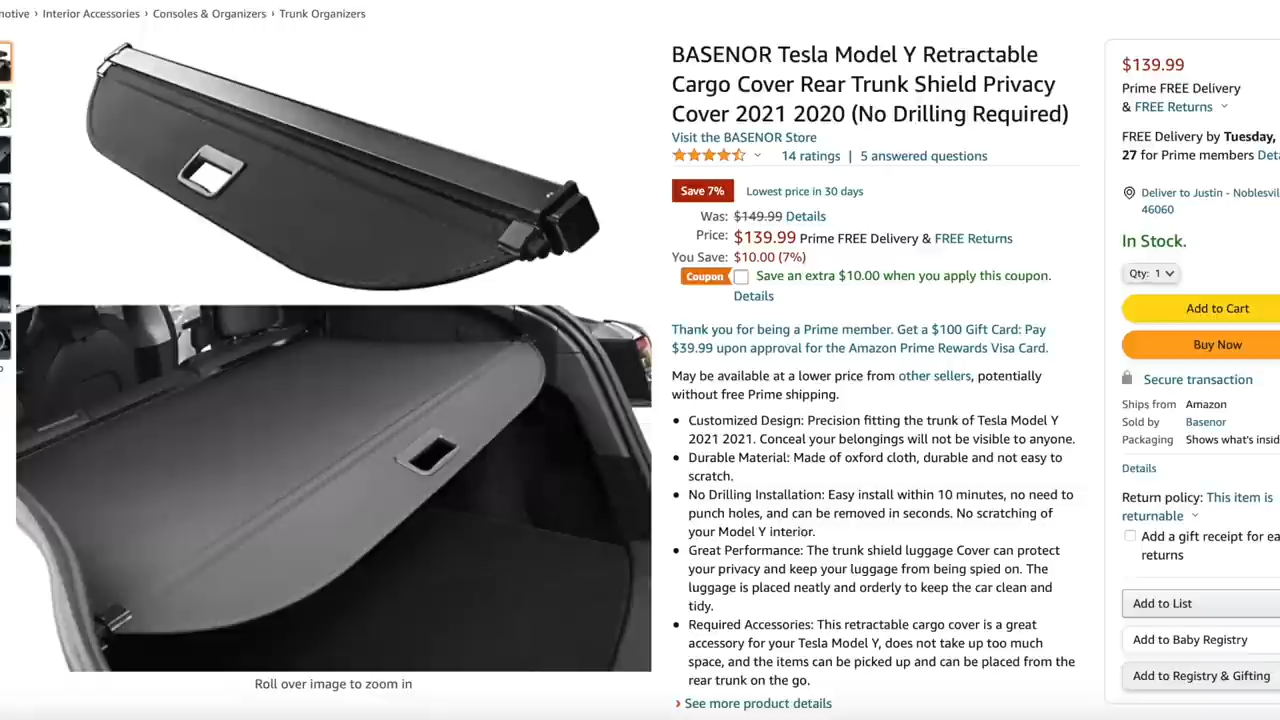 motive › Interior Accessories › Consoles & Organizers › Trunk Organizers
BASENOR Tesla Model Y Retractable
Cargo Cover Rear Trunk Shield Privacy
Cover 2021 2020 (No Drilling Required)
Visit the BASENOR Store
14 ratings | 5 answered questions
Save 7% Lowest price in 30 days
Was: $149.99 Details
Price: $139.99 Prime FREE Delivery & FREE Returns
You Save: $10.00 (7%)
Coupon Save an extra $10.00 when you apply this coupon.
Details
Thank you for being a Prime member. Get a $100 Gift Card: Pay
$39.99 upon approval for the Amazon Prime Rewards Visa Card.
May be available at a lower price from other sellers, potentially
without free Prime shipping.
• Customized Design: Precision fitting the trunk of Tesla Model Y
2021 2021. Conceal your belongings will not be visible to anyone.
• Durable Material: Made of oxford cloth, durable and not easy to
scratch.
• No Drilling Installation: Easy install within 10 minutes, no need to
punch holes, and can be removed in seconds. No scratching of
your Model Y interior.
• Great Performance: The trunk shield luggage Cover can protect
your privacy and keep your luggage from being spied on. The
luggage is placed neatly and orderly to keep the car clean and
tidy.
• Required Accessories: This retractable cargo cover is a great
accessory for your Tesla Model Y, does not take up too much
space, and the items can be picked up and can be placed from the
rear trunk on the go.
› See more product details
Roll over image to zoom in
$139.99
Prime FREE Delivery
& FREE Returns
FREE Delivery by Tuesday,
27 for Prime members Deta
Deliver to Justin - Noblesvil
46060
In Stock.
Qty: 1
Add to Cart
Buy Now
Secure transaction
Ships from Amazon
Sold by Basenor
Packaging Shows what's insid
Details
Return policy: This item is
returnable
Add a gift receipt for ea
returns
Add to List
Add to Baby Registry
Add to Registry & Gifting